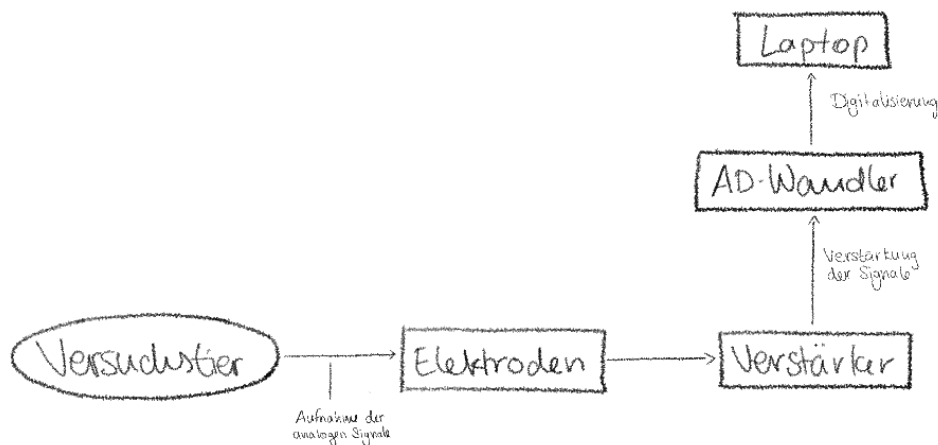 Laptop
Digitalisierung
AD-Wandler
Verstärkung
der Signale
Versuchstier
Elektroden
Verstärker
Aufnahme der
analogen Signale